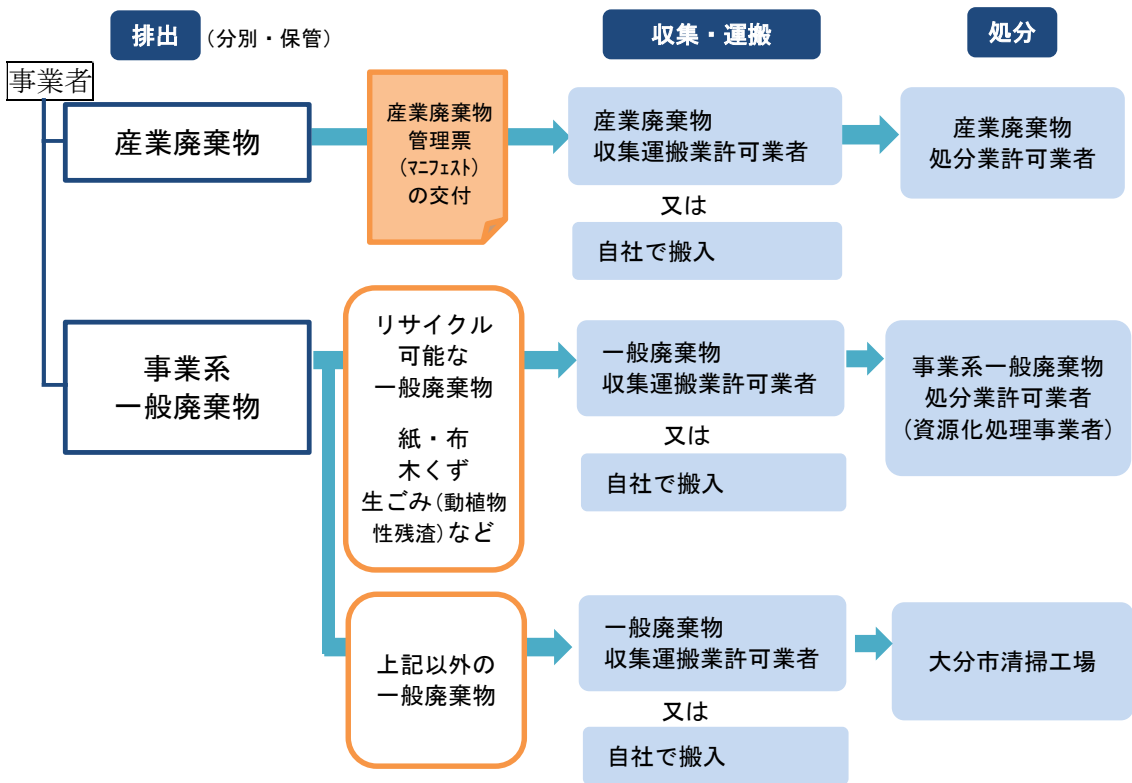 排出 (分別・保管)
収集・運搬
処分
事業者
産業廃棄物
産業廃棄物
管理票
(ﾏﾆﾌｪｽﾄ)
の交付
産業廃棄物
収集運搬業許可業者
又は
自社で搬入
産業廃棄物
処分業許可業者
事業系
一般廃棄物
リサイクル
可能な
一般廃棄物
紙・布
木くず
生ごみ(動植物
性残渣)など
一般廃棄物
収集運搬業許可業者
又は
自社で搬入
事業系一般廃棄物
処分業許可業者
(資源化処理事業者)
上記以外の
一般廃棄物
一般廃棄物
収集運搬業許可業者
又は
自社で搬入
大分市清掃工場